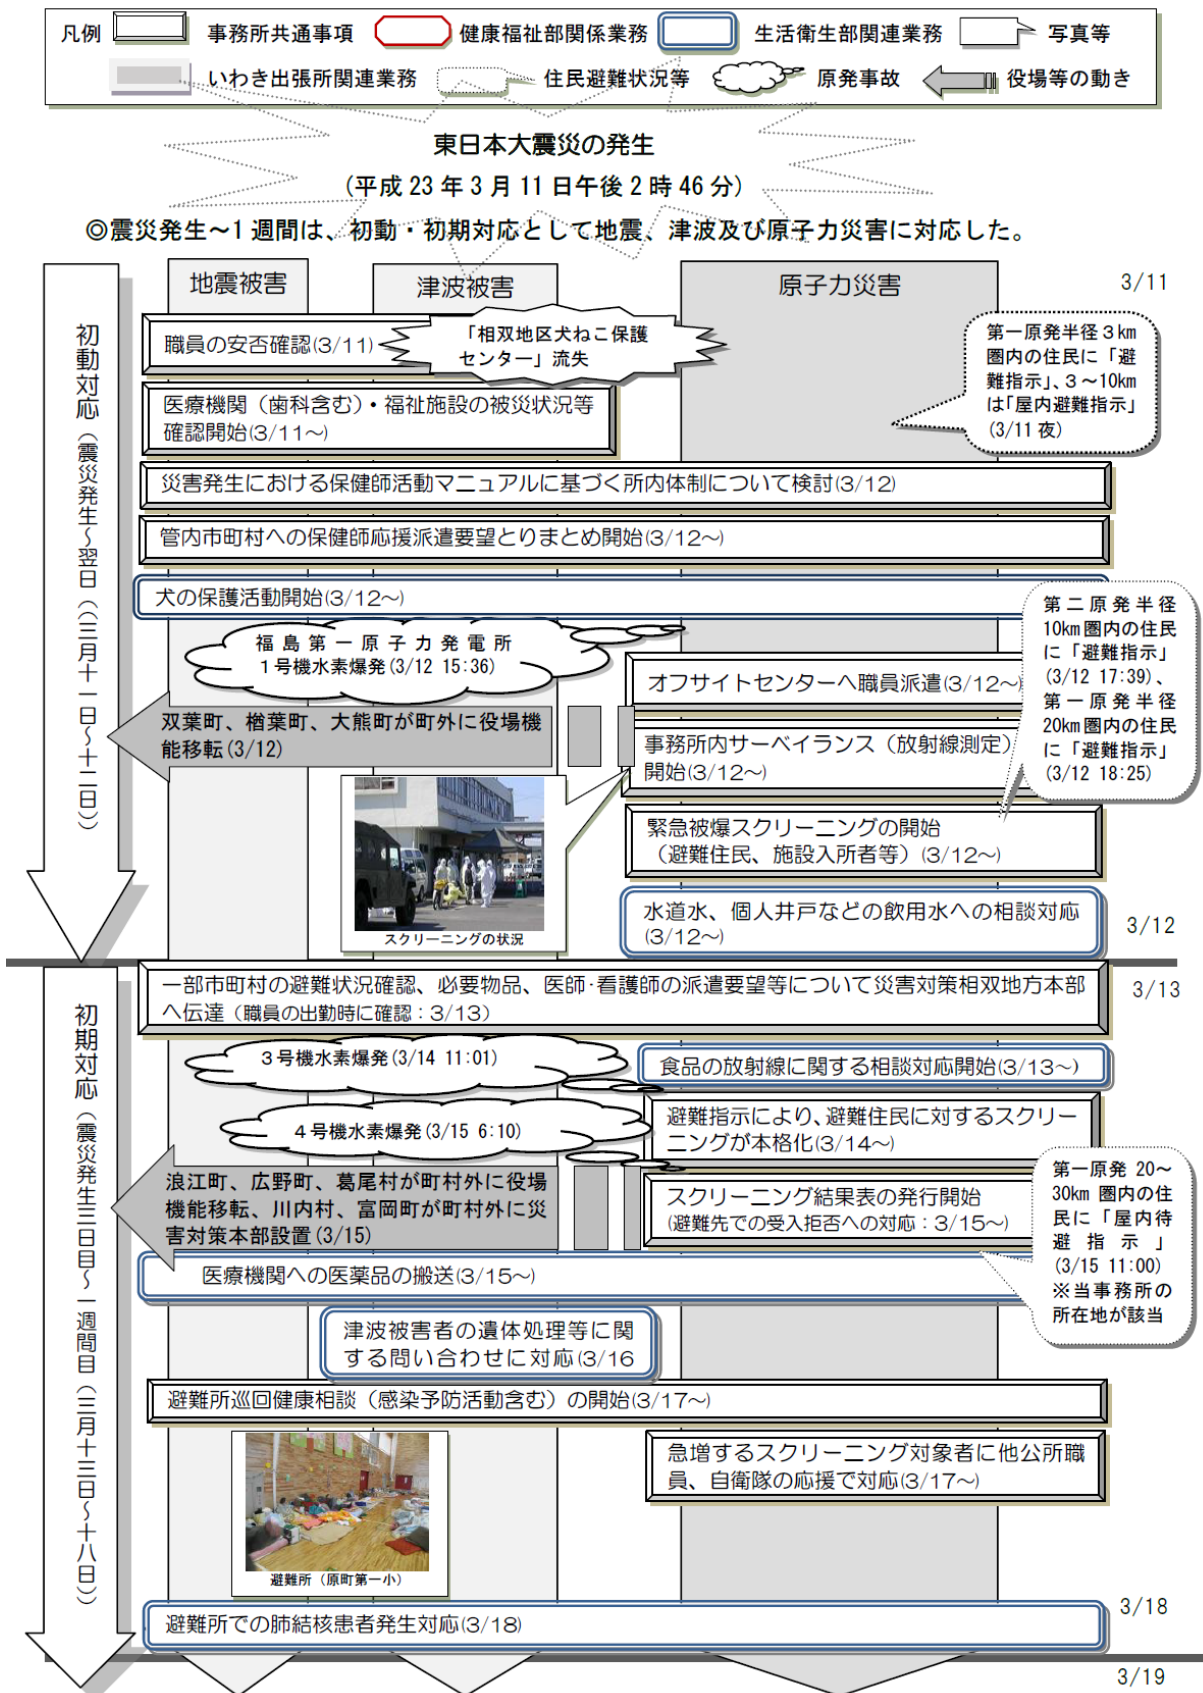 凡例
事務所共通事項
健康福祉部関係業務
生活衛生部関連業務
写真等
いわき出張所関連業務
住民避難状況等
原発事故
役場等の動き
東日本大震災の発生
(平成 23 年 3 月 11 日午後 2 時 46 分)
◎震災発生～1 週間は、初動・初期対応として地震、津波及び原子力災害に対応した。
地震被害
津波被害
原子力災害
3/11
初動対応（震災発生～翌日（(三月十一日～十二日)）
職員の安否確認(3/11)
「相双地区犬ねこ保護
センター」流失
第一原発半径３km
圏内の住民に「避
難指示」、３～10km
は「屋内避難指示」
(3/11 夜)
医療機関（歯科含む）・福祉施設の被災状況等
確認開始(3/11～)
災害発生における保健師活動マニュアルに基づく所内体制について検討(3/12)
管内市町村への保健師応援派遣要望とりまとめ開始(3/12～)
犬の保護活動開始(3/12～)
第二原発半径
10km 圏内の住民
に「避難指示」
(3/12 17:39)、
第一原発半径
20km 圏内の住民
に「避難指示」
(3/12 18:25)
福島第一原子力発電所
１号機水素爆発(3/12 15:36)
オフサイトセンターへ職員派遣(3/12～)
双葉町、楢葉町、大熊町が町外に役場機
能移転(3/12)
事務所内サーベイランス（放射線測定）
開始(3/12～)
緊急被爆スクリーニングの開始
（避難住民、施設入所者等）(3/12～)
スクリーニングの状況
水道水、個人井戸などの飲用水への相談対応
(3/12～)
3/12
3/13
初期対応（震災発生三日目～一週間目（三月十三日～十八日)）
一部市町村の避難状況確認、必要物品、医師･看護師の派遣要望等について災害対策相双地方本部
へ伝達（職員の出勤時に確認：3/13）
３号機水素爆発(3/14 11:01)
食品の放射線に関する相談対応開始(3/13～)
４号機水素爆発(3/15 6:10)
避難指示により、避難住民に対するスクリー
ニングが本格化(3/14～)
浪江町、広野町、葛尾村が町村外に役場
機能移転、川内村、富岡町が町村外に災
害対策本部設置(3/15)
スクリーニング結果表の発行開始
(避難先での受入拒否への対応：3/15～)
第一原発 20～
30km 圏内の住
民に「屋内待
避指示」
(3/15 11:00)
※当事務所の
所在地が該当
医療機関への医薬品の搬送(3/15～)
津波被害者の遺体処理等に関
する問い合わせに対応(3/16
避難所巡回健康相談（感染予防活動含む）の開始(3/17～)
急増するスクリーニング対象者に他公所職
員、自衛隊の応援で対応(3/17～)
避難所（原町第一小）
避難所での肺結核患者発生対応(3/18)
3/18
3/19